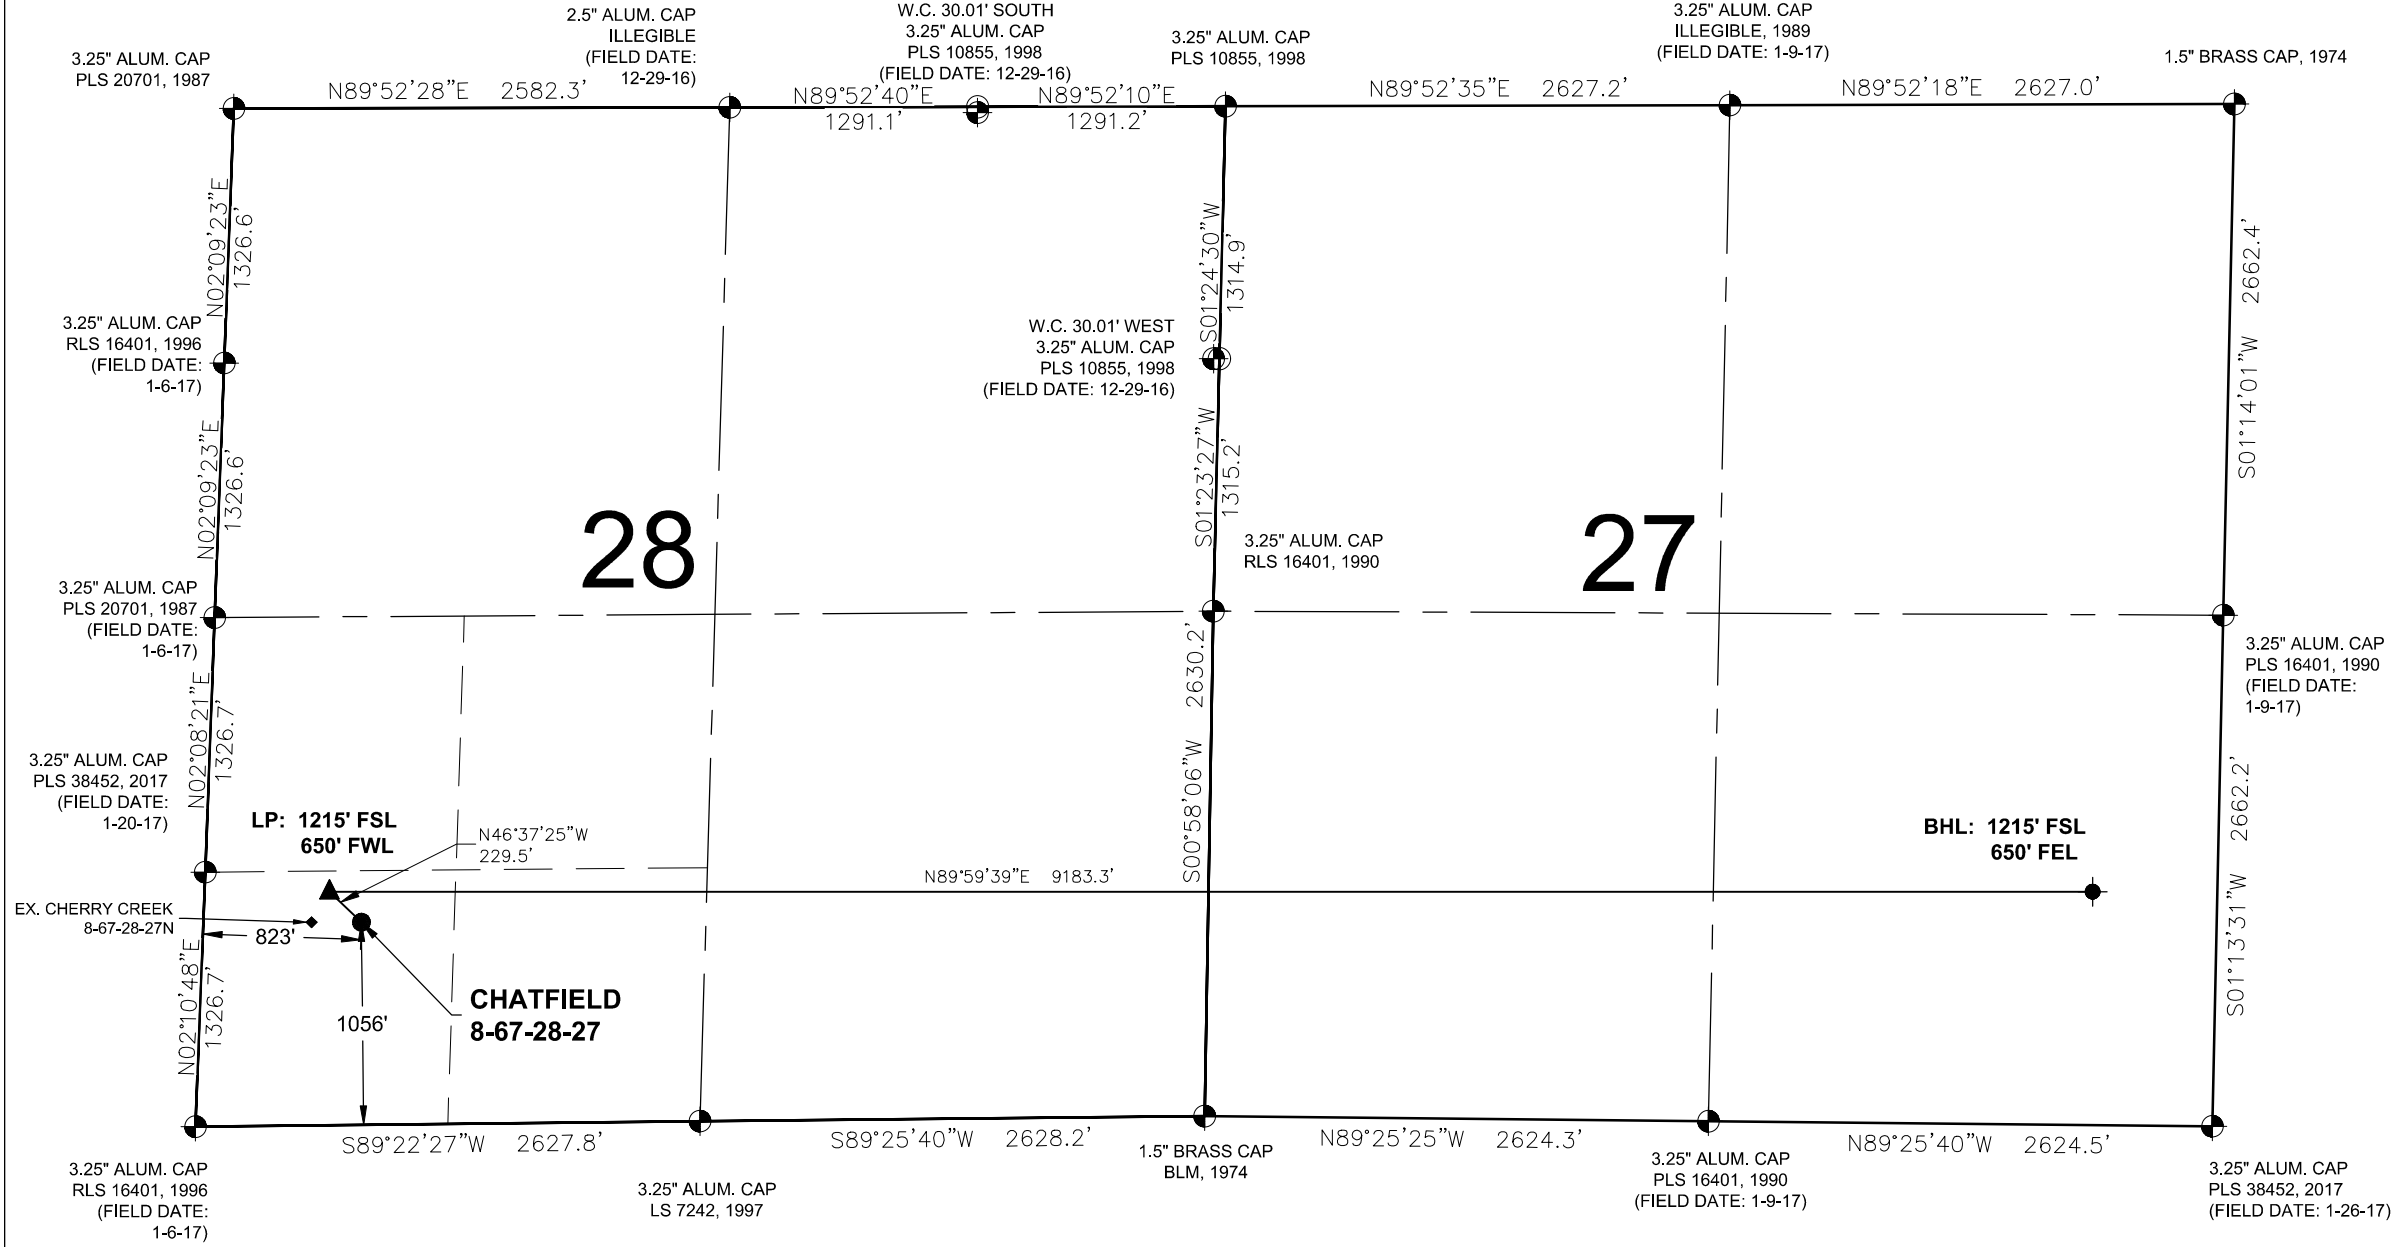 3.25" ALUM. CAP
PLS 20701, 1987
2.5" ALUM. CAP
ILLEGIBLE
(FIELD DATE:
12-29-16)
W.C. 30.01' SOUTH
3.25" ALUM. CAP
PLS 10855, 1998
(FIELD DATE: 12-29-16)
3.25" ALUM. CAP
PLS 10855, 1998
3.25" ALUM. CAP
ILLEGIBLE, 1989
(FIELD DATE: 1-9-17)
1.5" BRASS CAP, 1974
N89°52'28"E 2582.3'
N89°52'40"E
1291.1'
N89°52'10"E
1291.2'
N89°52'35"E 2627.2'
N89°52'18"E 2627.0'
N02°09'23"E
1326.6'
S01°24'30"W
1314.9'
S01°14'01"W 2662.4'
3.25" ALUM. CAP
RLS 16401, 1996
(FIELD DATE:
1-6-17)
W.C. 30.01' WEST
3.25" ALUM. CAP
PLS 10855, 1998
(FIELD DATE: 12-29-16)
N02°09'23"E
1326.6'
S01°23'27"W
1315.2'
28
27
3.25" ALUM. CAP
RLS 16401, 1990
3.25" ALUM. CAP
PLS 20701, 1987
(FIELD DATE:
1-6-17)
3.25" ALUM. CAP
PLS 16401, 1990
(FIELD DATE:
1-9-17)
N02°08'21"E
1326.7'
S00°58'06"W 2630.2'
S01°13'31"W 2662.2'
3.25" ALUM. CAP
PLS 38452, 2017
(FIELD DATE:
1-20-17)
LP: 1215' FSL
650' FWL
N46°37'25"W
229.5'
BHL: 1215' FSL
650' FEL
N89°59'39"E 9183.3'
EX. CHERRY CREEK
8-67-28-27N
823'
N02°10'48"E
1326.7'
1056'
CHATFIELD
8-67-28-27
S89°22'27"W 2627.8'
S89°25'40"W 2628.2'
N89°25'25"W 2624.3'
N89°25'40"W 2624.5'
3.25" ALUM. CAP
RLS 16401, 1996
(FIELD DATE:
1-6-17)
3.25" ALUM. CAP
LS 7242, 1997
1.5" BRASS CAP
BLM, 1974
3.25" ALUM. CAP
PLS 16401, 1990
(FIELD DATE: 1-9-17)
3.25" ALUM. CAP
PLS 38452, 2017
(FIELD DATE: 1-26-17)